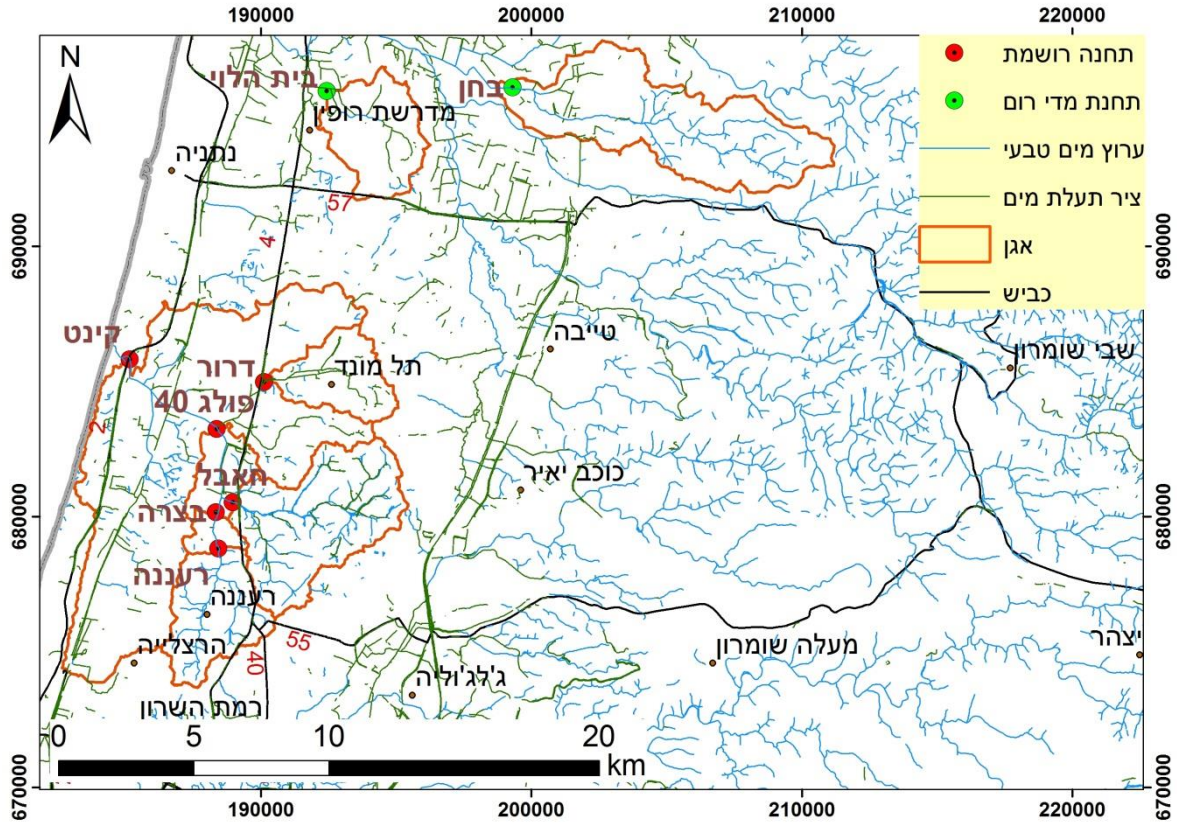 190000
200000
210000
220000
N
תחנה רושמת
תחנת מדי רום
ערוץ מים טבעי
ציר תעלת מים
אגן
כביש
בית הלוי
בחן
מדרשת רופין
נתניה
57
4
690000
690000
קינט
טייבה
שבי שומרון
דרור
תל מונד
פולג 40
2
חאבל
כוכב יאיר
בצרה
680000
680000
רעננה
רעננה
הרצלייה
55
40
מעלה שומרון
יצהר
ג'לג'וליה
רמת השרון
0
5
10
20
km
670000
670000
190000
200000
210000
220000